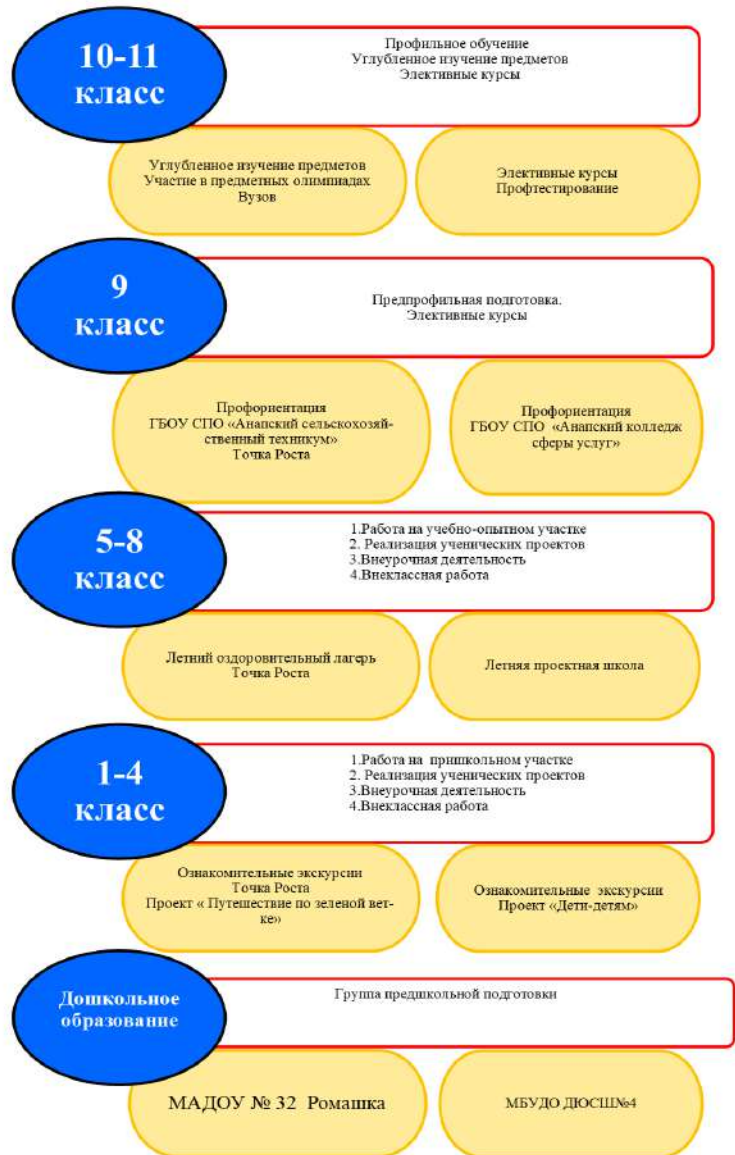 10-11
класс
Профильное обучение
Углубленное изучение предметов
Элективные курсы
Углубленное изучение предметов
Участие в предметных олимпиадах
Вузов
Элективные курсы
Профтестирование
9
класс
Предпрофильная подготовка.
Элективные курсы
Профориентация
ГБОУ СПО «Анапский сельскохозяй-
ственный техникум»
Точка Роста
Профориентация
ГБОУ СПО «Анапский колледж
сферы услуг»
5-8
класс
1.Работа на учебно-опытном участке
2. Реализация ученических проектов
3.Внеурочная деятельность
4.Внеклассная работа
Летний оздоровительный лагерь
Точка Роста
Летняя проектная школа
1-4
класс
1.Работа на пришкольном участке
2. Реализация ученических проектов
3.Внеурочная деятельность
4.Внеклассная работа
Ознакомительные экскурсии
Точка Роста
Проект « Путешествие по зеленой вет-
ке»
Ознакомительные экскурсии
Проект «Дети-детям»
Дошкольное
образование
Группа предшкольной подготовки
МАДОУ № 32 Ромашка
МБУДО ДЮСШ№4